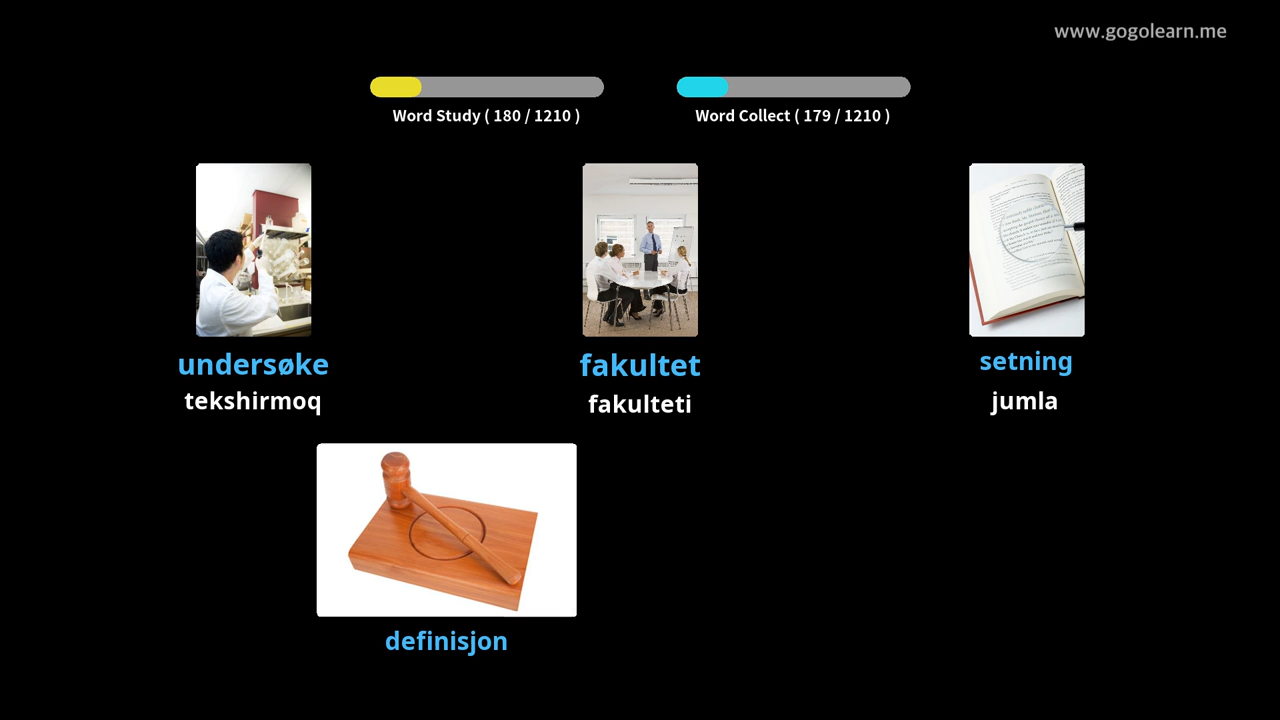 www.gogolearn.me
Word Study ( 180 / 1210 )
Word Collect ( 179 / 1210 )
undersøke
fakultet
setning
tekshirmoq
fakulteti
jumla
definisjon